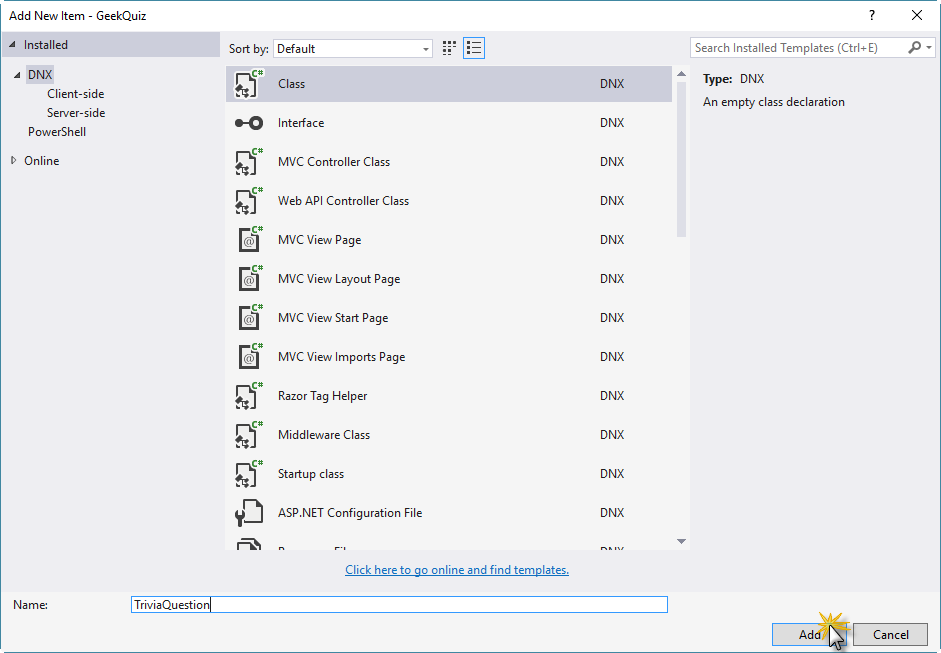 Add New Item - GeekQuiz
?
Installed
Sort by:
Default
Search Installed Templates (Ctrl+E)
DNX
Client-side
Server-side
PowerShell
Online
C# Class DNX
Interface DNX
C# MVC Controller Class DNX
C# Web API Controller Class DNX
C# @ MVC View Page DNX
C# @ MVC View Layout Page DNX
C# @ MVC View Start Page DNX
C# @ MVC View Imports Page DNX
C# Razor Tag Helper DNX
C# Middleware Class DNX
C# Startup class DNX
ASP.NET Configuration File DNX
Type: DNX
An empty class declaration
Click here to go online and find templates.
Name: TriviaQuestion
Add
Cancel